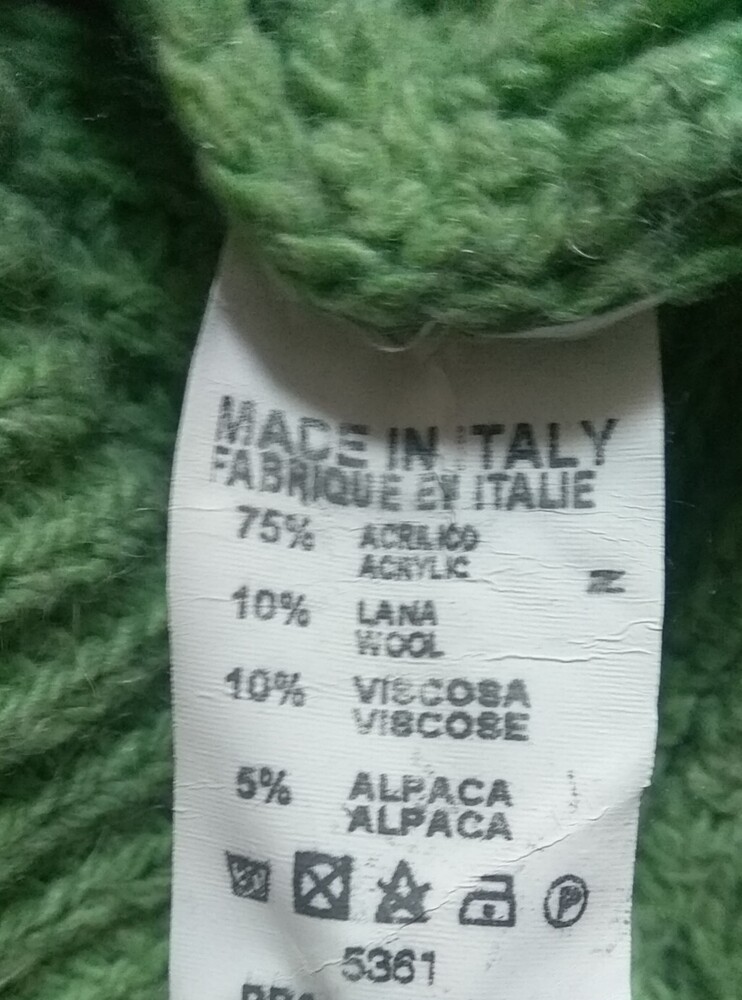 MADE IN ITALY
FABRIQUE EN ITALIE
75% ACRILICO
ACRYLIC
10% LANA
WOOL
10% VISCOSA
VISCOSE
5% ALPACA
ALPACA
P
5361